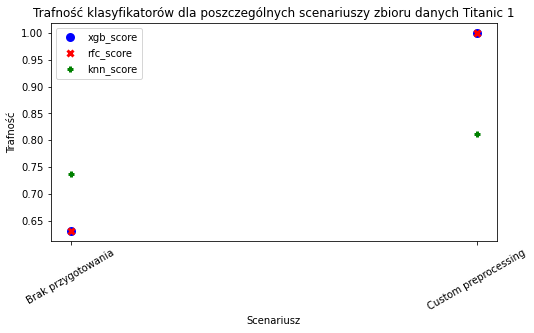 Trafność klasyfikatorów dla poszczególnych scenariuszy zbioru danych Titanic 1
xgb_score
rfc_score
knn_score
1.00
0.95
0.90
0.85
0.80
0.75
0.70
0.65
Trafność
Brak przygotowania
Custom preprocessing
Scenariusz